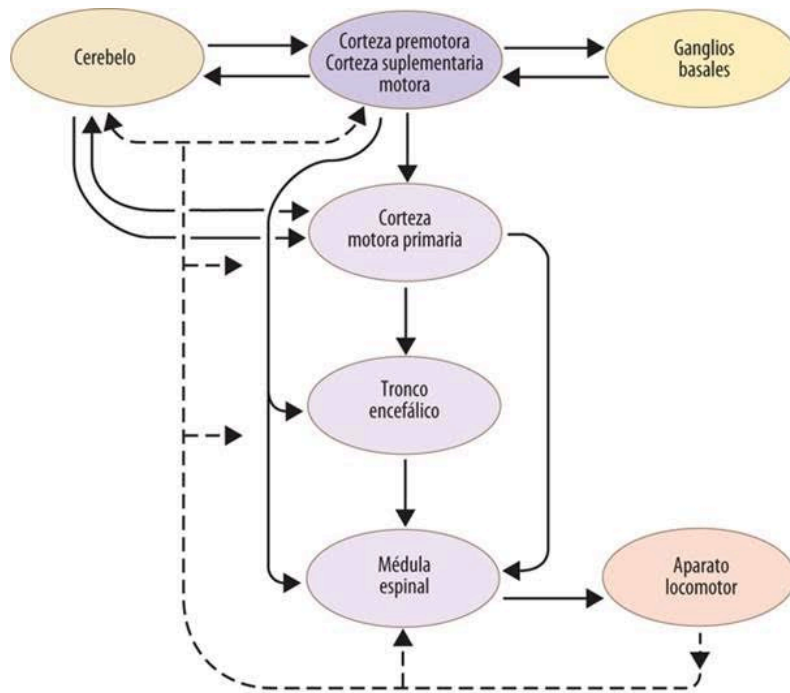 Cerebelo
Corteza premotora
Corteza suplementaria
motora
Ganglios
basales
Corteza
motora primaria
Tronco
encefálico
Médula
espinal
Aparato
locomotor